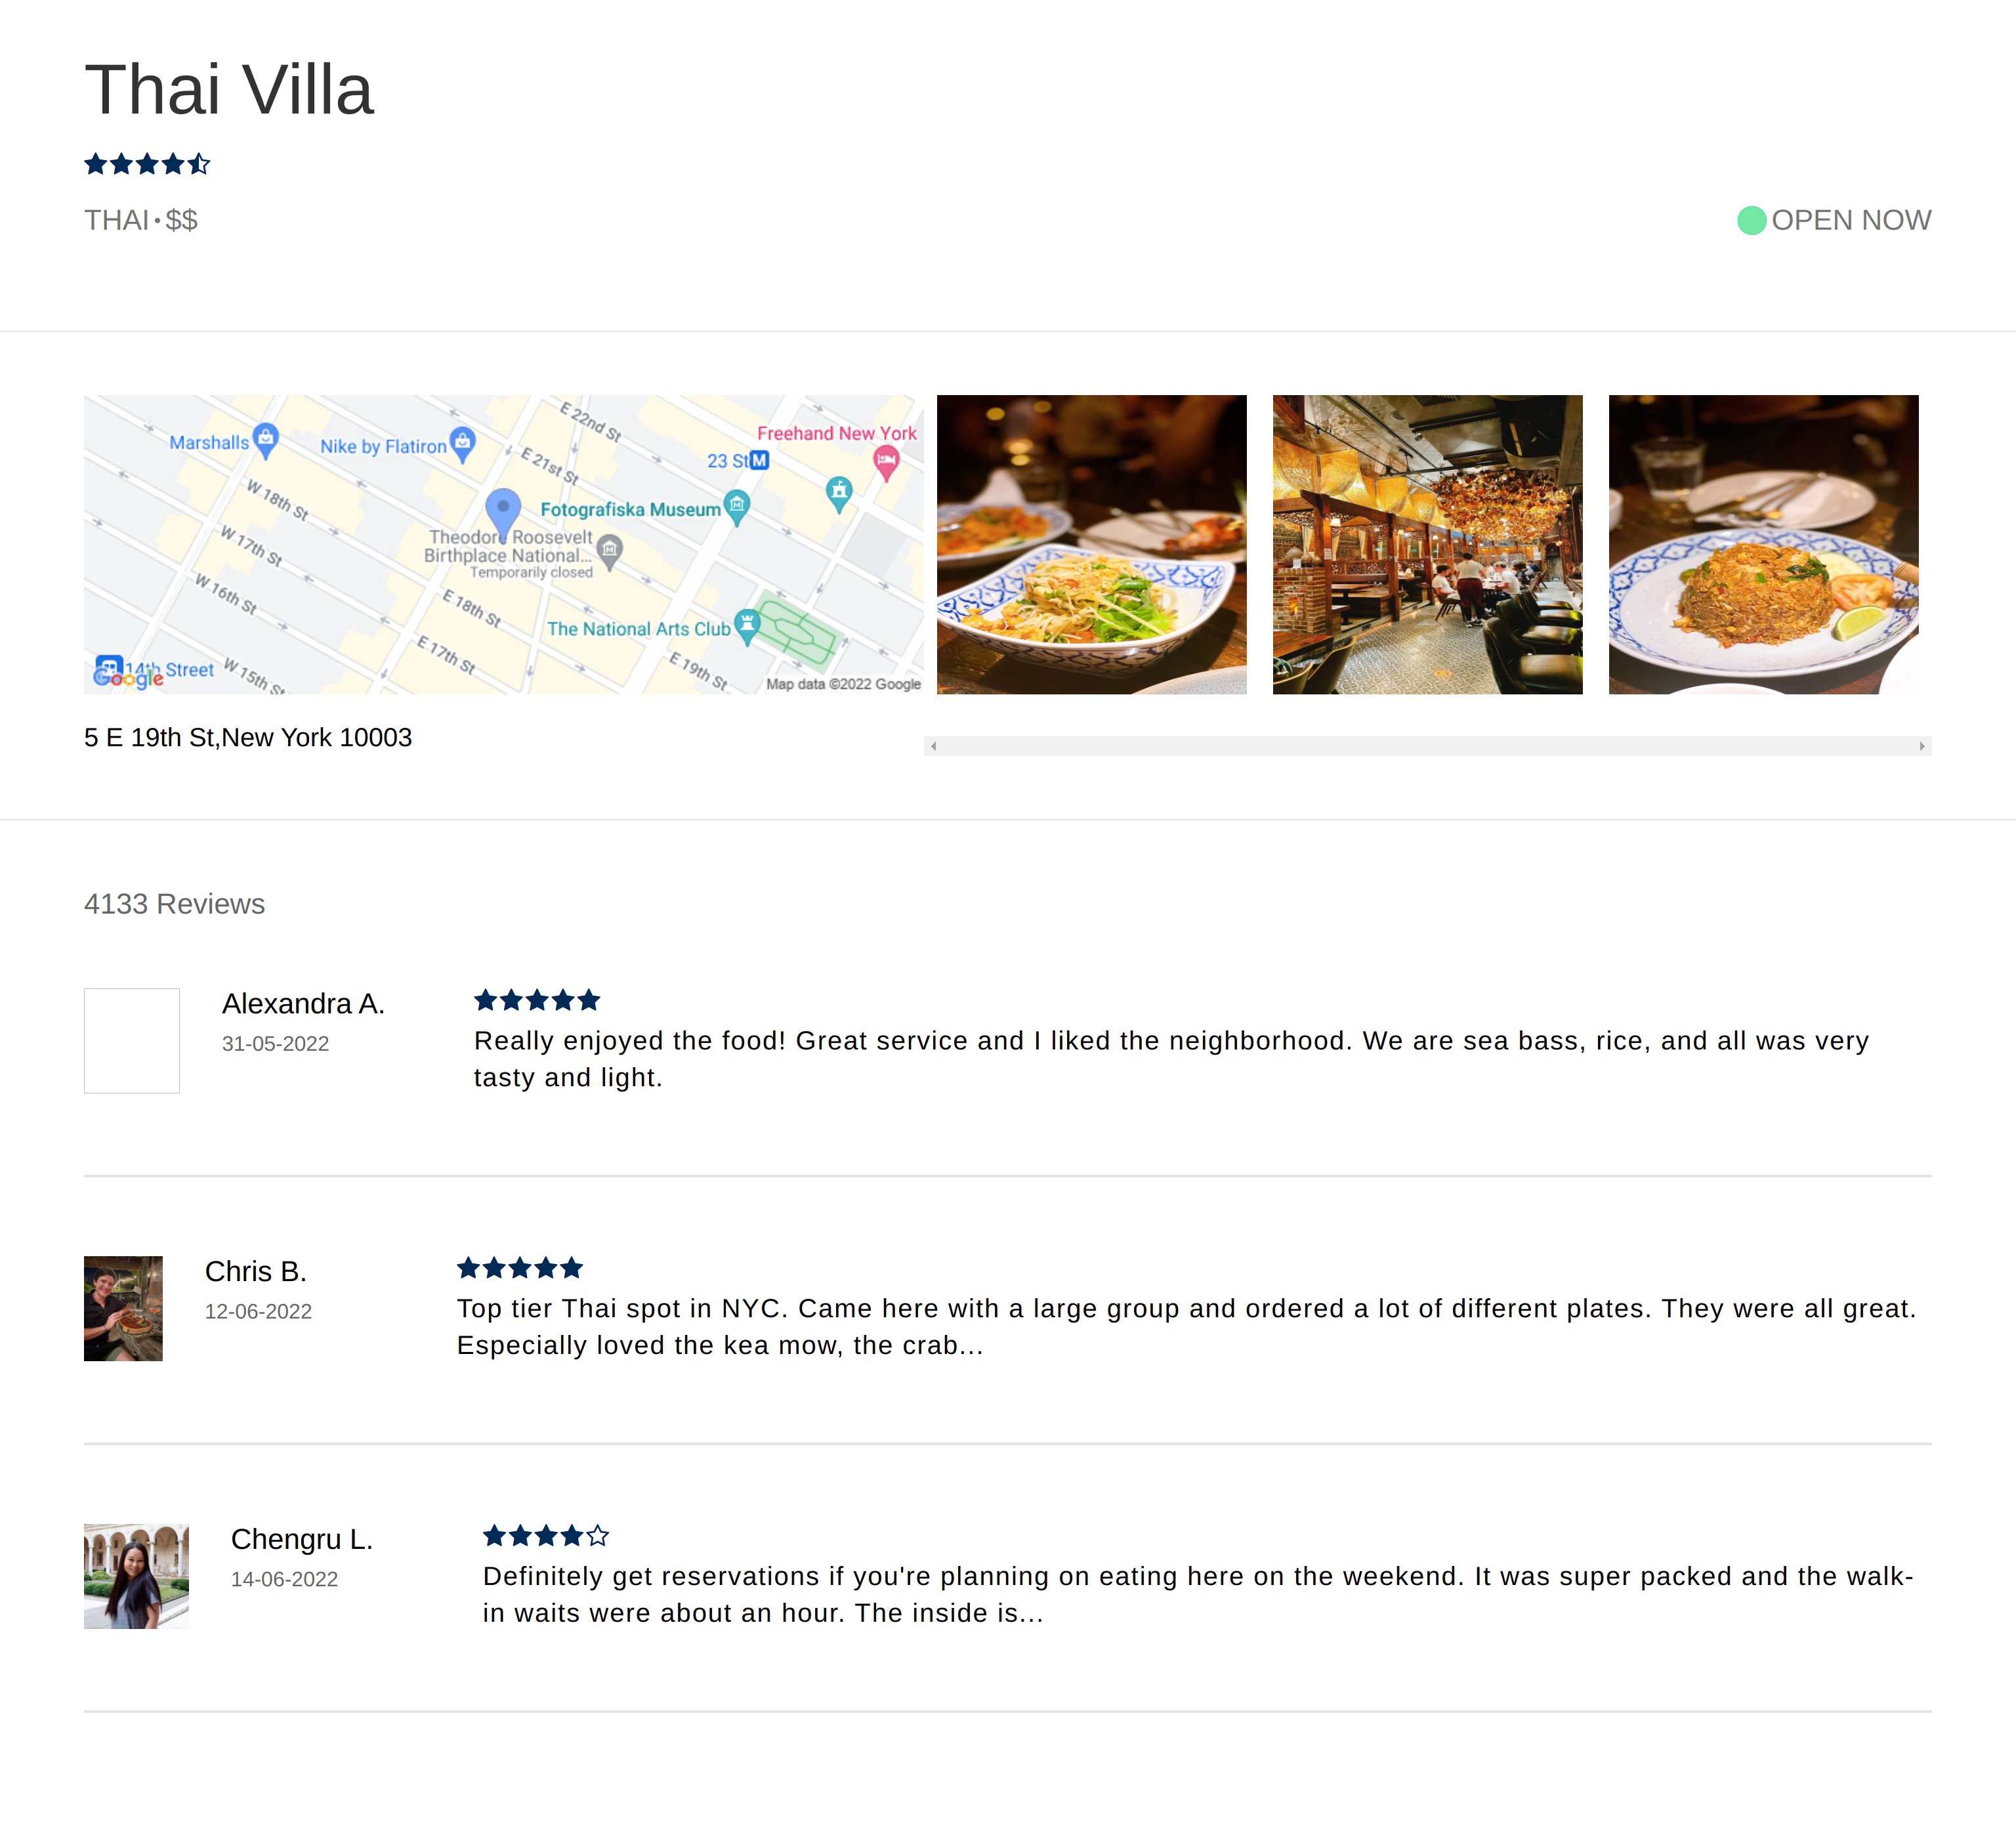 Thai Villa
THAI•$$
OPEN NOW
E 22nd St
Freehand New York
Marshalls
Nike by Flatiron
23 St M
E 21st St
W 18th St
Fotografiska Museum
Theodore Roosevelt
Birthplace National...
Temporarily closed
W 17th St
W 16th St
E 18th St
The National Arts Club
E 17th St
E 19th St
14th Street
W 15th St
Google
Map data ©2022 Google
5 E 19th St,New York 10003
4133 Reviews
Alexandra A.
31-05-2022
Really enjoyed the food! Great service and I liked the neighborhood. We are sea bass, rice, and all was very
tasty and light.
Chris B.
12-06-2022
Top tier Thai spot in NYC. Came here with a large group and ordered a lot of different plates. They were all great.
Especially loved the kea mow, the crab...
Chengru L.
14-06-2022
Definitely get reservations if you're planning on eating here on the weekend. It was super packed and the walk-
in waits were about an hour. The inside is...